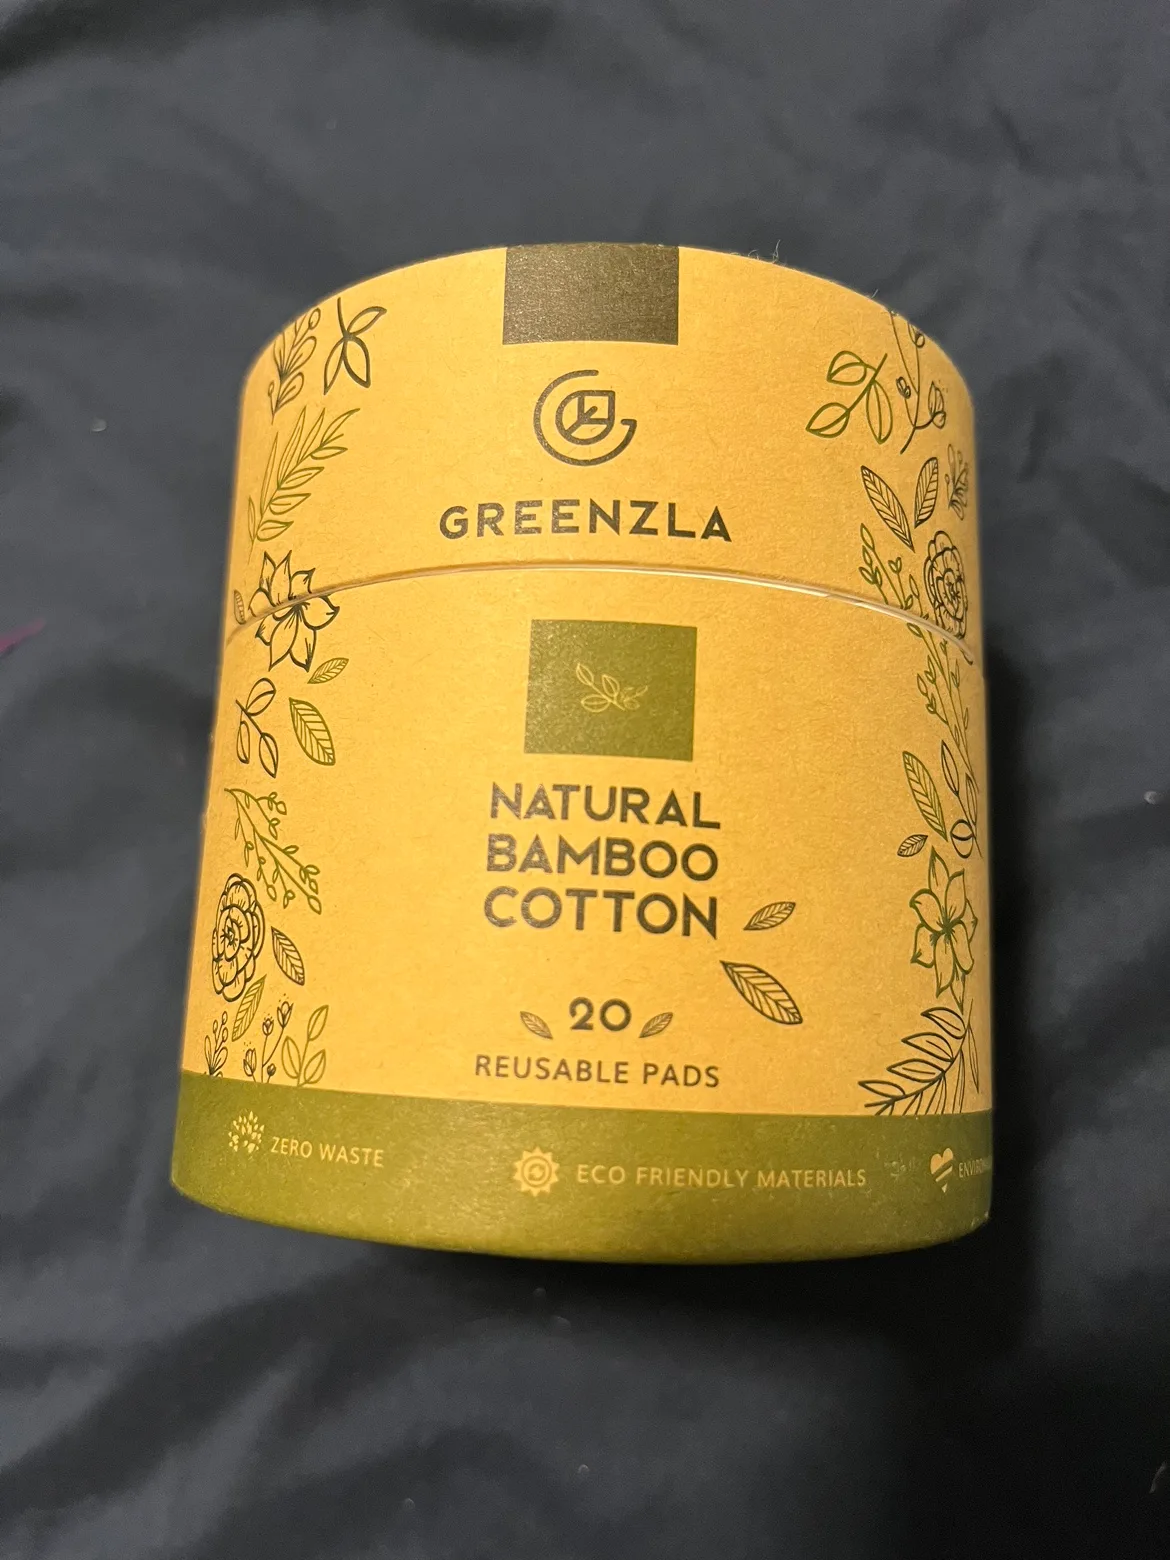 GREENZLA
NATURAL
BAMBOO
COTTON
20
REUSABLE PADS
ZERO WASTE
ECO FRIENDLY MATERIALS